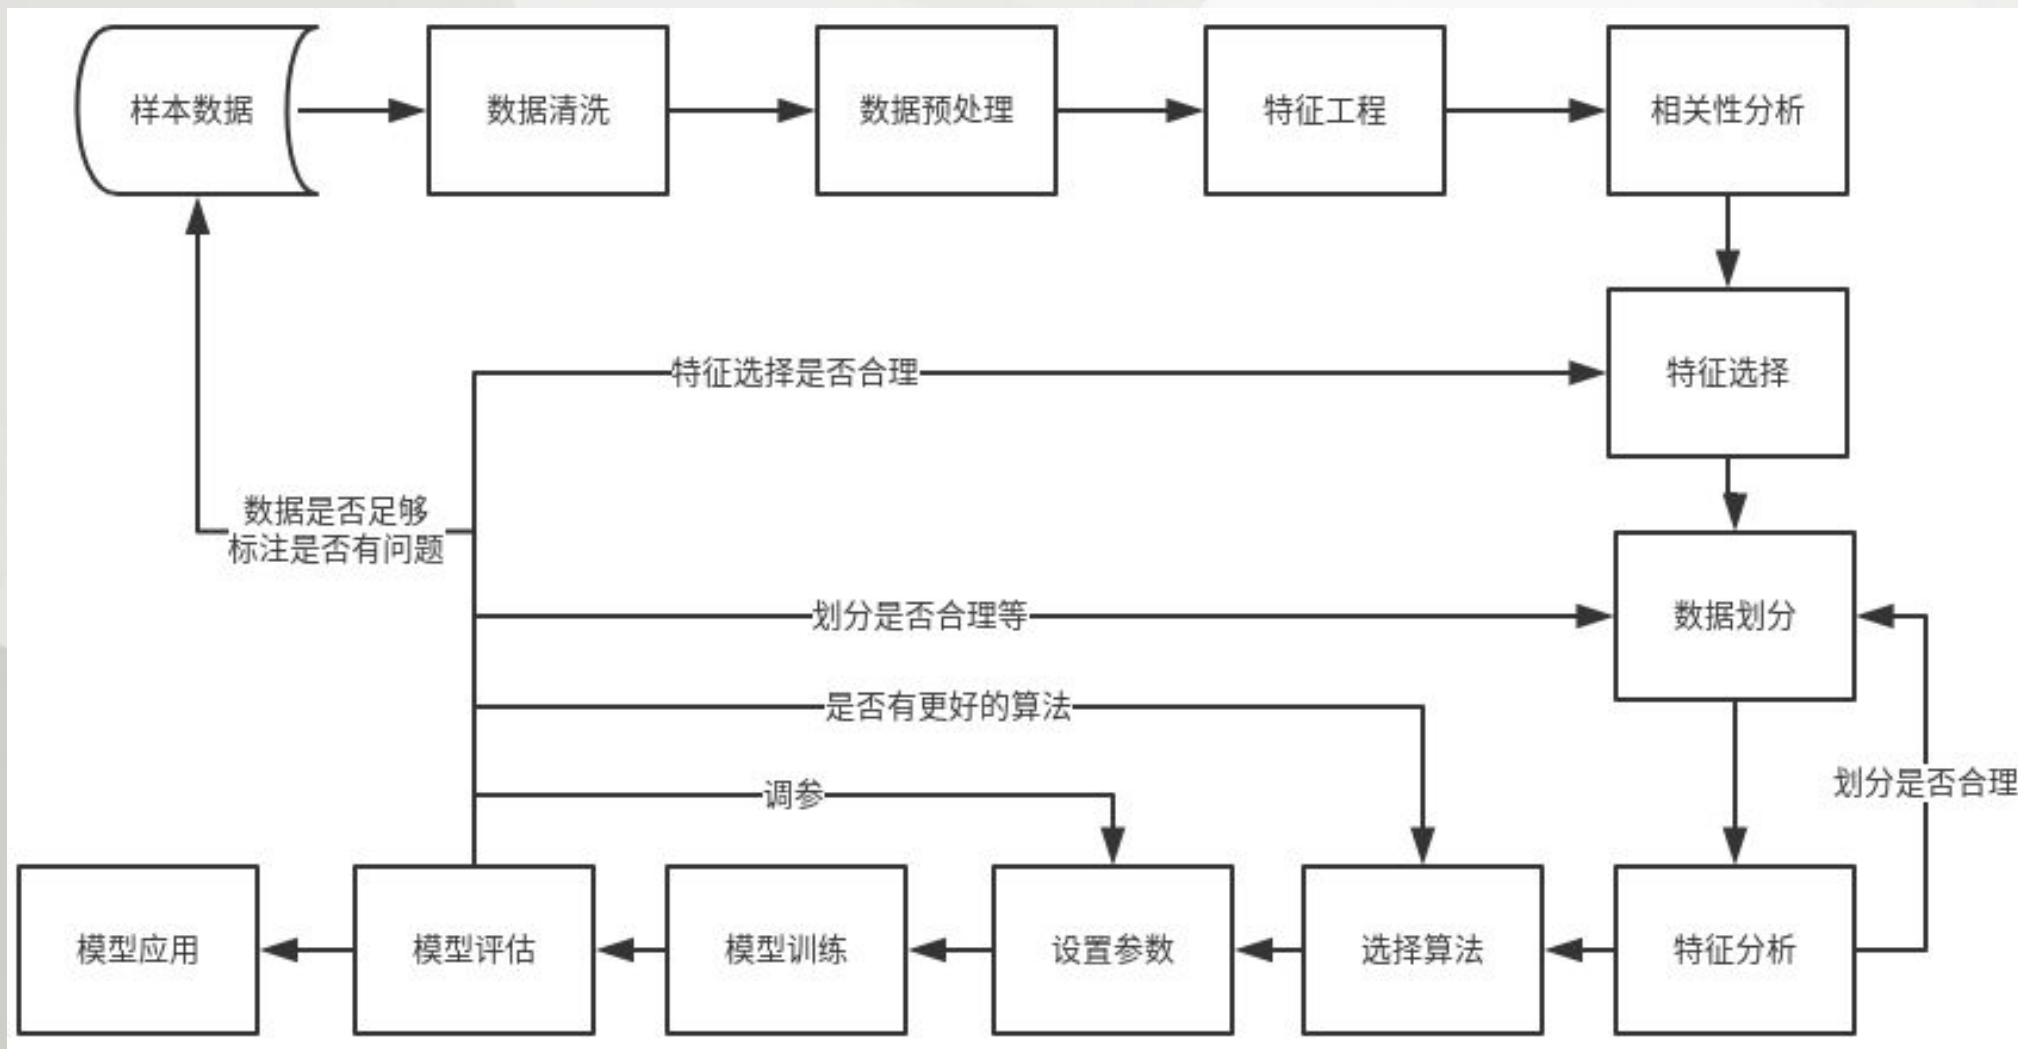 样本数据
数据清洗
数据预处理
特征工程
相关性分析
特征选择是否合理
特征选择
数据是否足够
标注是否有问题
划分是否合理等
数据划分
是否有更好的算法
划分是否合理
调参
模型应用
模型评估
模型训练
设置参数
选择算法
特征分析